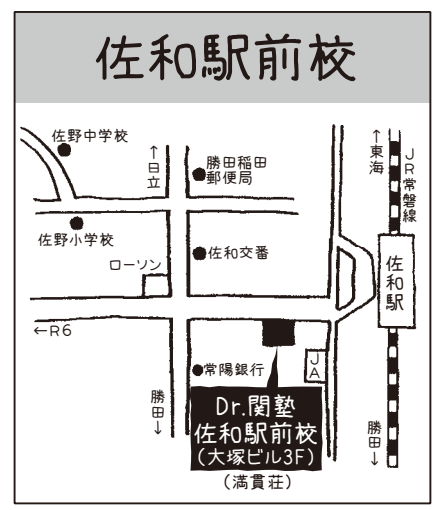 佐和駅前校
佐野中学校
↑日立
勝田稲田
郵便局
↑東海
JR常磐線
佐野小学校
佐和交番
佐和駅
ローソン
←R6
JA
常陽銀行
勝田↓
勝田↓
Dr.関塾
佐和駅前校
(大塚ビル3F)
(満貫荘)